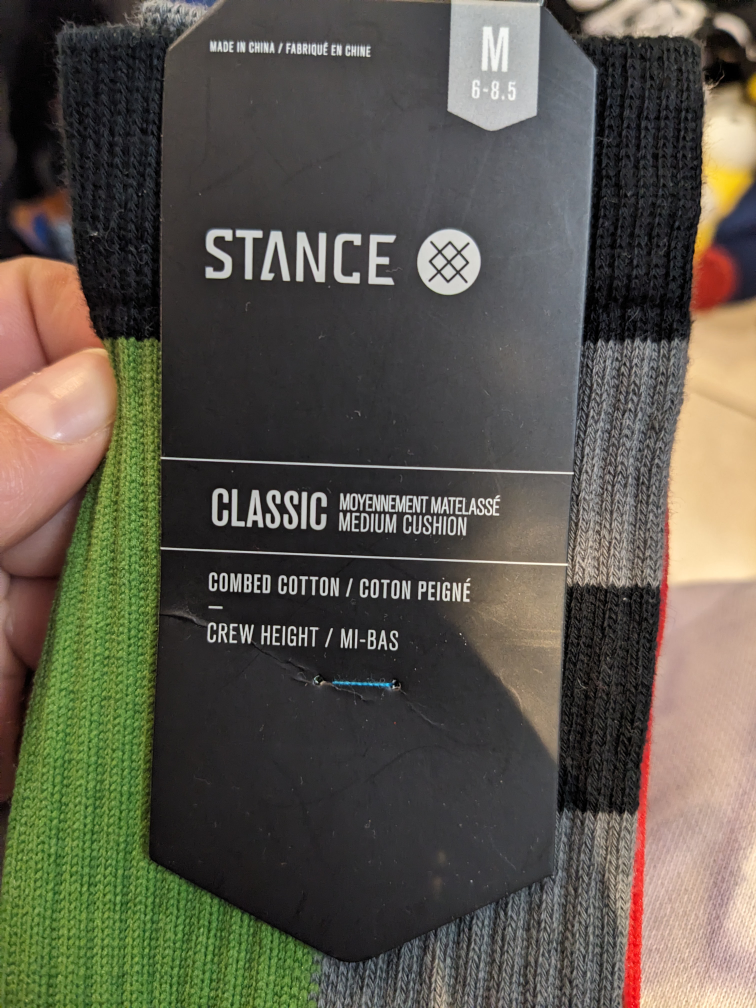 MADE IN CHINA / FABRIQUÉ EN CHINE
M
6-8.5
STANCE
CLASSIC
MOYENNEMENT MATELASSÉ
MEDIUM CUSHION
COMBED COTTON / COTON PEIGNÉ
CREW HEIGHT / MI-BAS